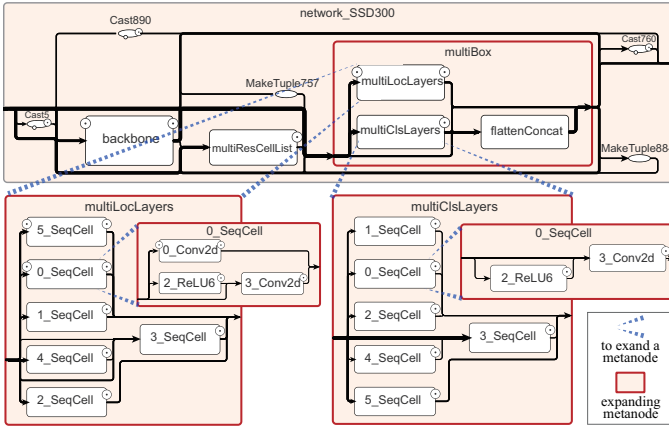 network_SSD300
Cast890
Cast760
multiBox
MakeTuple757
multiLocLayers
Cast5
backbone
multiClsLayers
flattenConcat
multiResCellList
MakeTuple884
multiLocLayers
5_SeqCell
0_SeqCell
0_Conv2d
0_SeqCell
2_ReLU6
3_Conv2d
1_SeqCell
3_SeqCell
4_SeqCell
2_SeqCell
multiClsLayers
1_SeqCell
0_SeqCell
3_Conv2d
0_SeqCell
2_ReLU6
2_SeqCell
3_SeqCell
4_SeqCell
5_SeqCell
to exand a
metanode
expanding
metanode